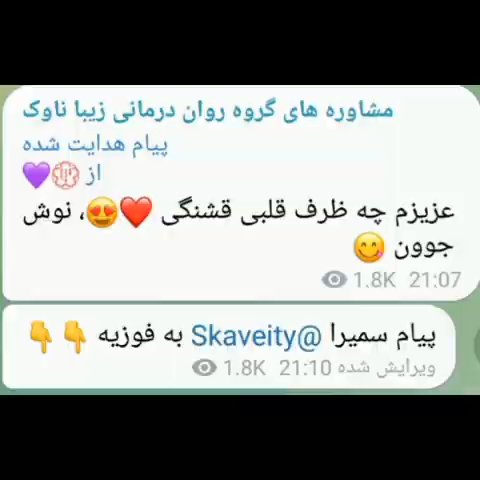 مشاوره های گروه روان درمانی زیبا ناوک
پیام هدایت شده
از 💜
عزیزم چه ظرف قلبی قشنگی ❤️😍، نوش
جوون 😋
1.8K 21:07
پیام سمیرا @Skaveity به فوزیه 👇👇
1.8K 21:10 ویرایش شده